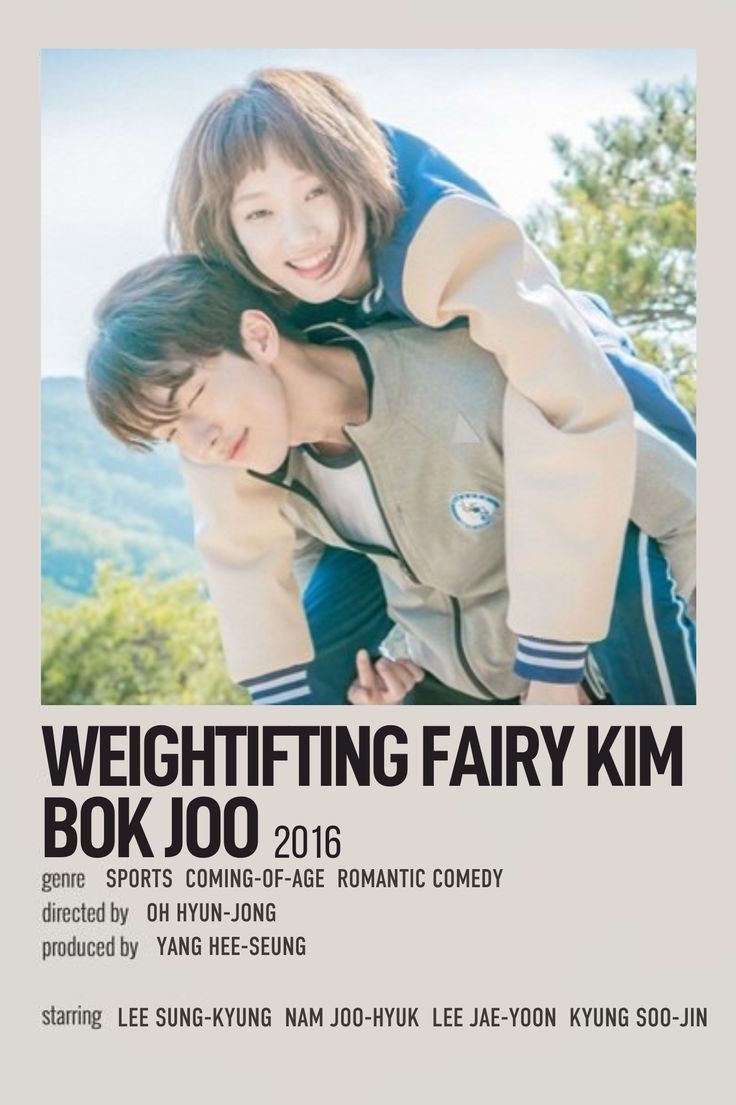 WEIGHTIFTING FAIRY KIM
BOK JOO 2016
genre SPORTS COMING-OF-AGE ROMANTIC COMEDY
directed by OH HYUN-JONG
produced by YANG HEE-SEUNG
starring LEE SUNG-KYUNG NAM JOO-HYUK LEE JAE-YOON KYUNG SOO-JIN